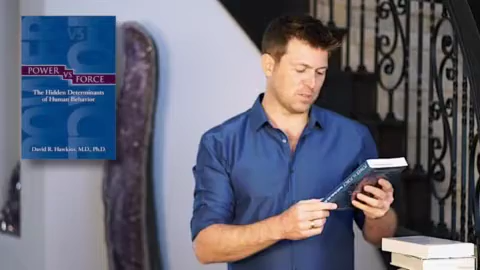 POWER VS FORCE
The Hidden Determinants
of Human Behavior
David R. Hawkins, M.D., Ph.D.